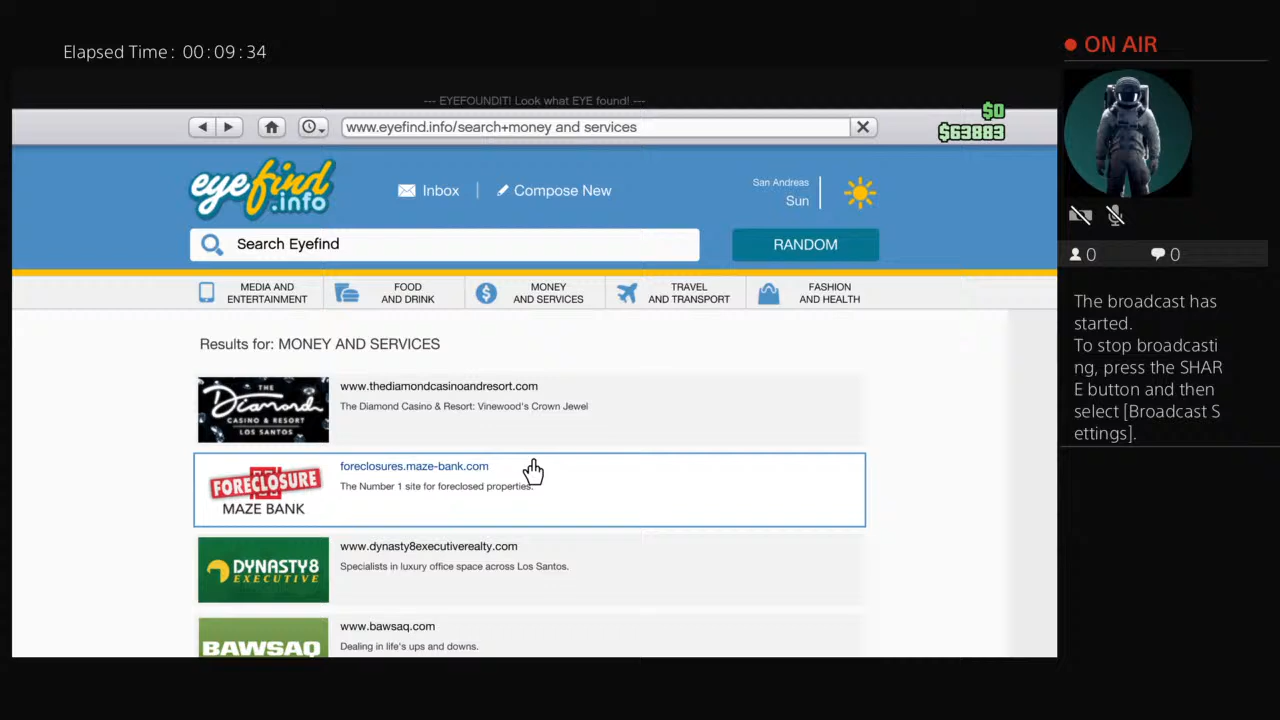 Elapsed Time: 00:09:34
ON AIR
--- EYEFOUNDIT! Look what EYE found! ---
www.eyefind.info/search+money and services
$0
$63883
eyefind
.info
Inbox
Compose New
San Andreas
Sun
Search Eyefind
RANDOM
MEDIA AND
ENTERTAINMENT
FOOD
AND DRINK
MONEY
AND SERVICES
TRAVEL
AND TRANSPORT
FASHION
AND HEALTH
0
0
The broadcast has
started.
To stop broadcasti
ng, press the SHAR
E button and then
select [Broadcast S
ettings].
Results for: MONEY AND SERVICES
THE
Diamond
CASINO & RESORT
LOS SANTOS
www.thediamondcasinoandresort.com
The Diamond Casino & Resort: Vinewood's Crown Jewel
FORECLOSURE
MAZE BANK
foreclosures.maze-bank.com
The Number 1 site for foreclosed properties.
DYNASTY8
EXECUTIVE
www.dynasty8executiverealty.com
Specialists in luxury office space across Los Santos.
BAWSAQ
www.bawsaq.com
Dealing in life's ups and downs.